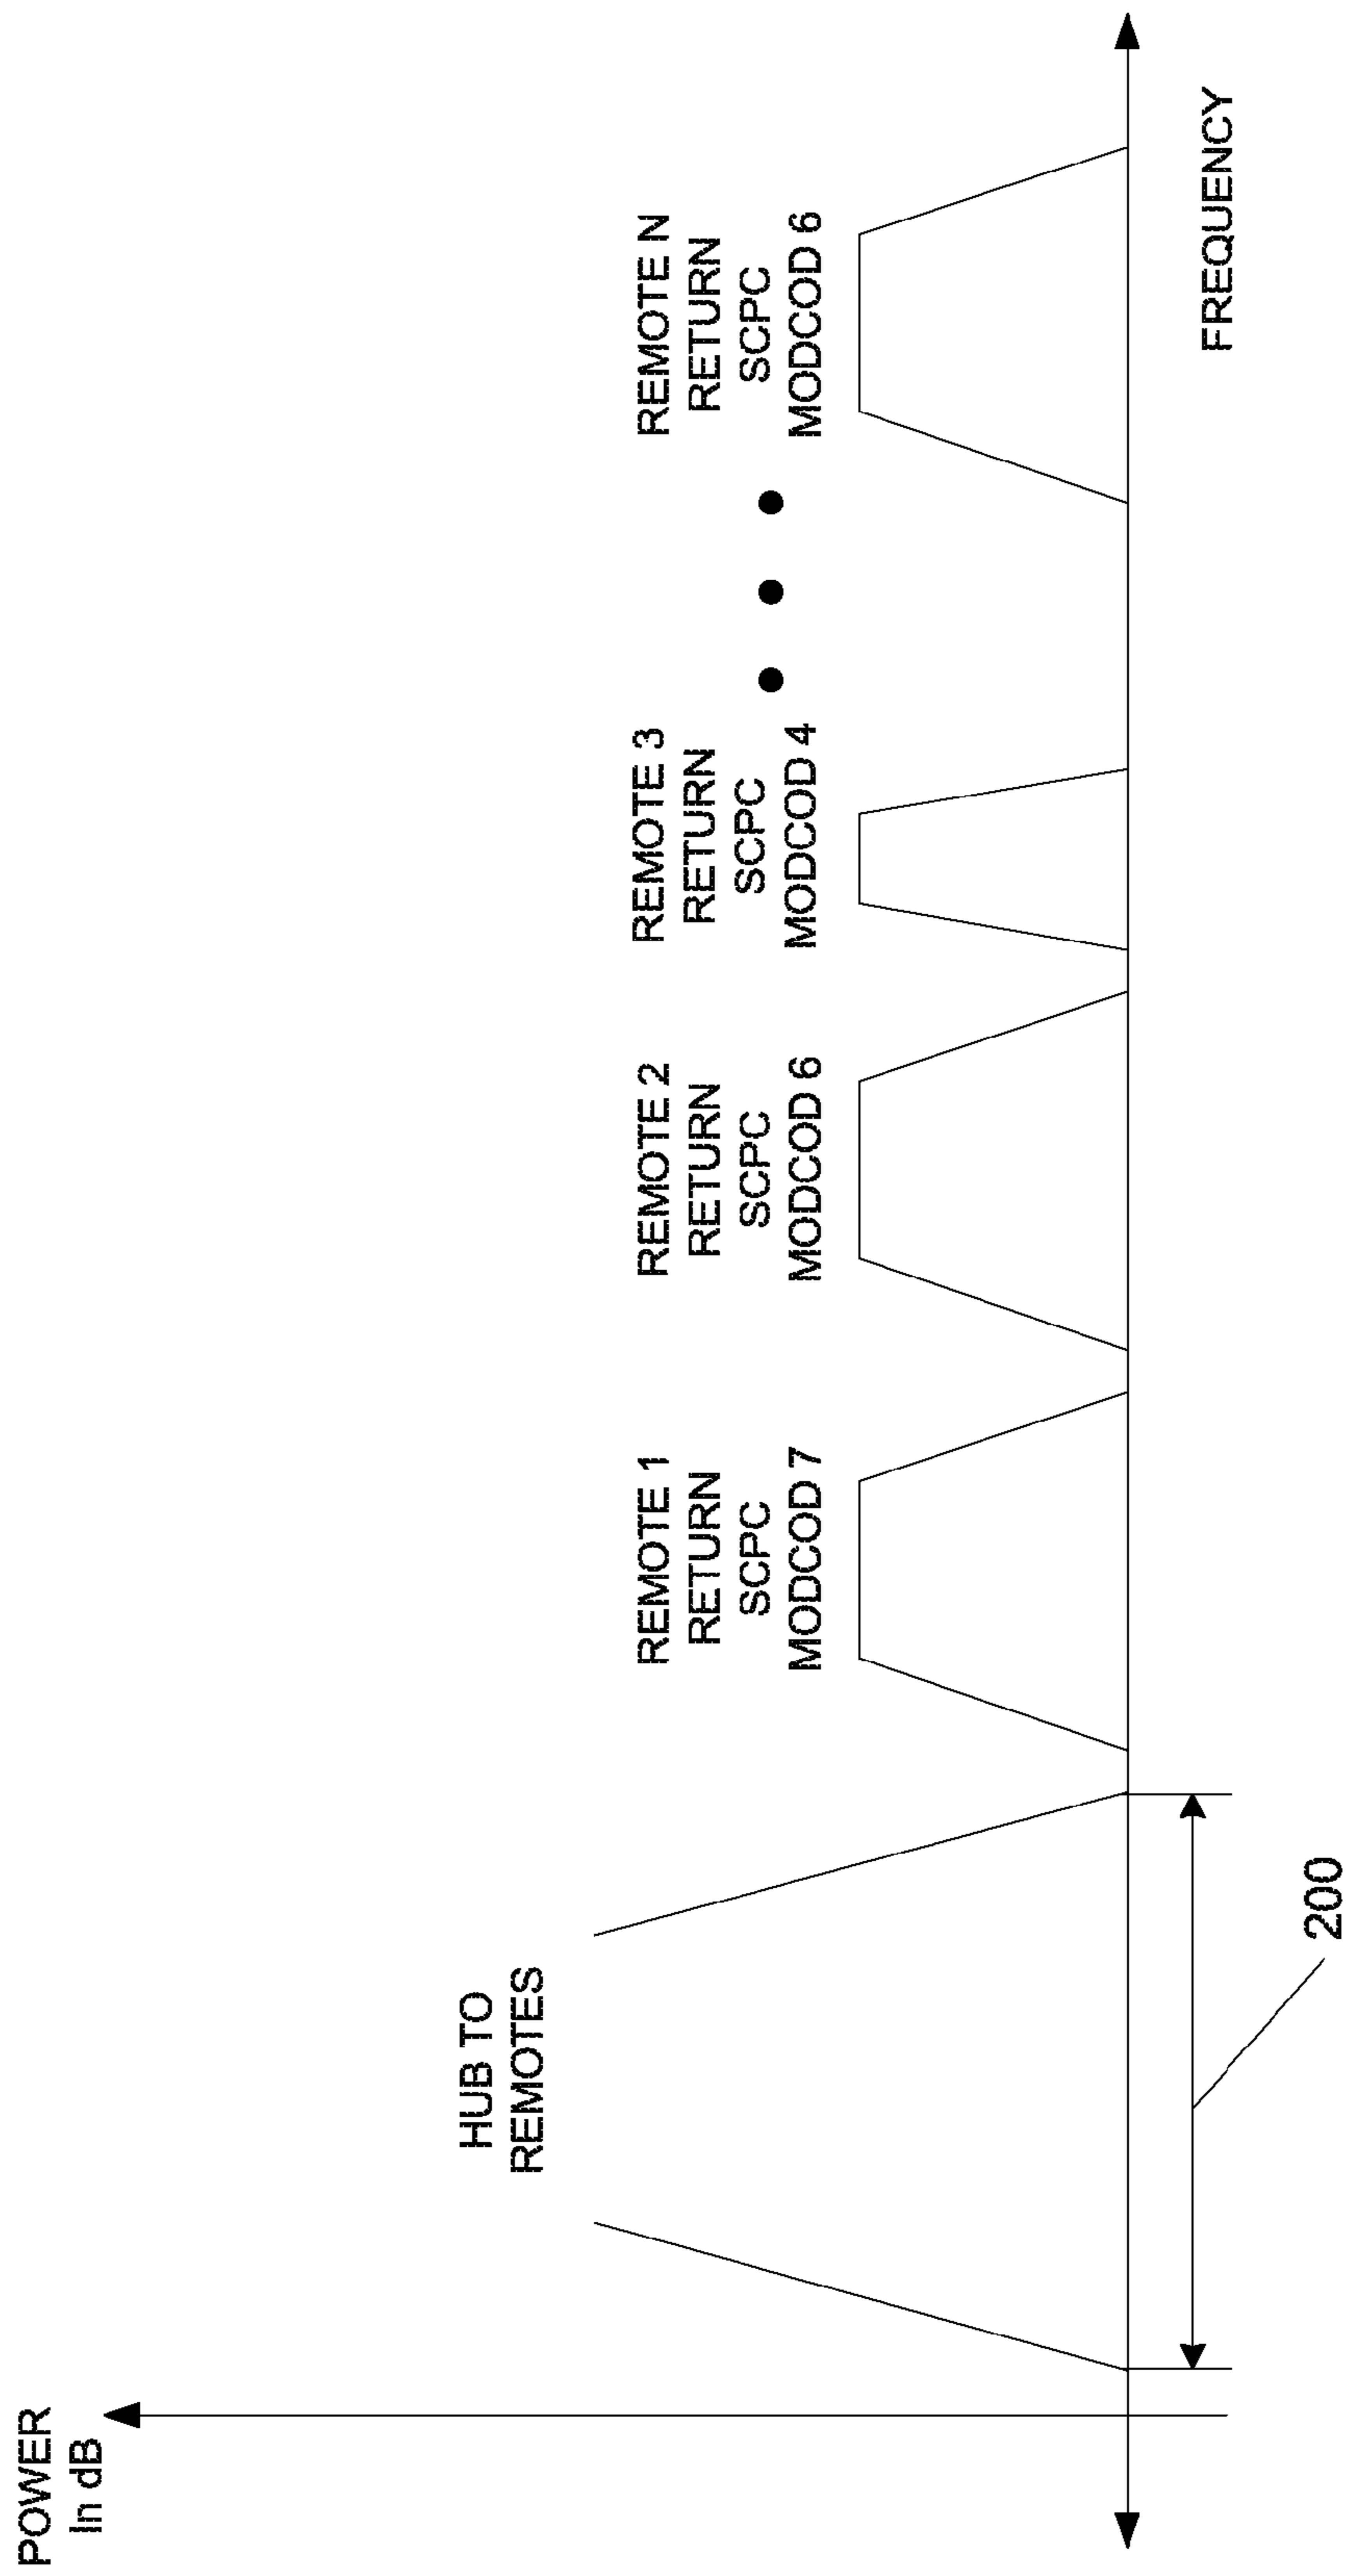 POWER
In dB
HUB TO
REMOTES
REMOTE 1
RETURN
SCPC
MODCOD 7
REMOTE 2
RETURN
SCPC
MODCOD 6
REMOTE 3
RETURN
SCPC
MODCOD 4
REMOTE N
RETURN
SCPC
MODCOD 6
FREQUENCY
200